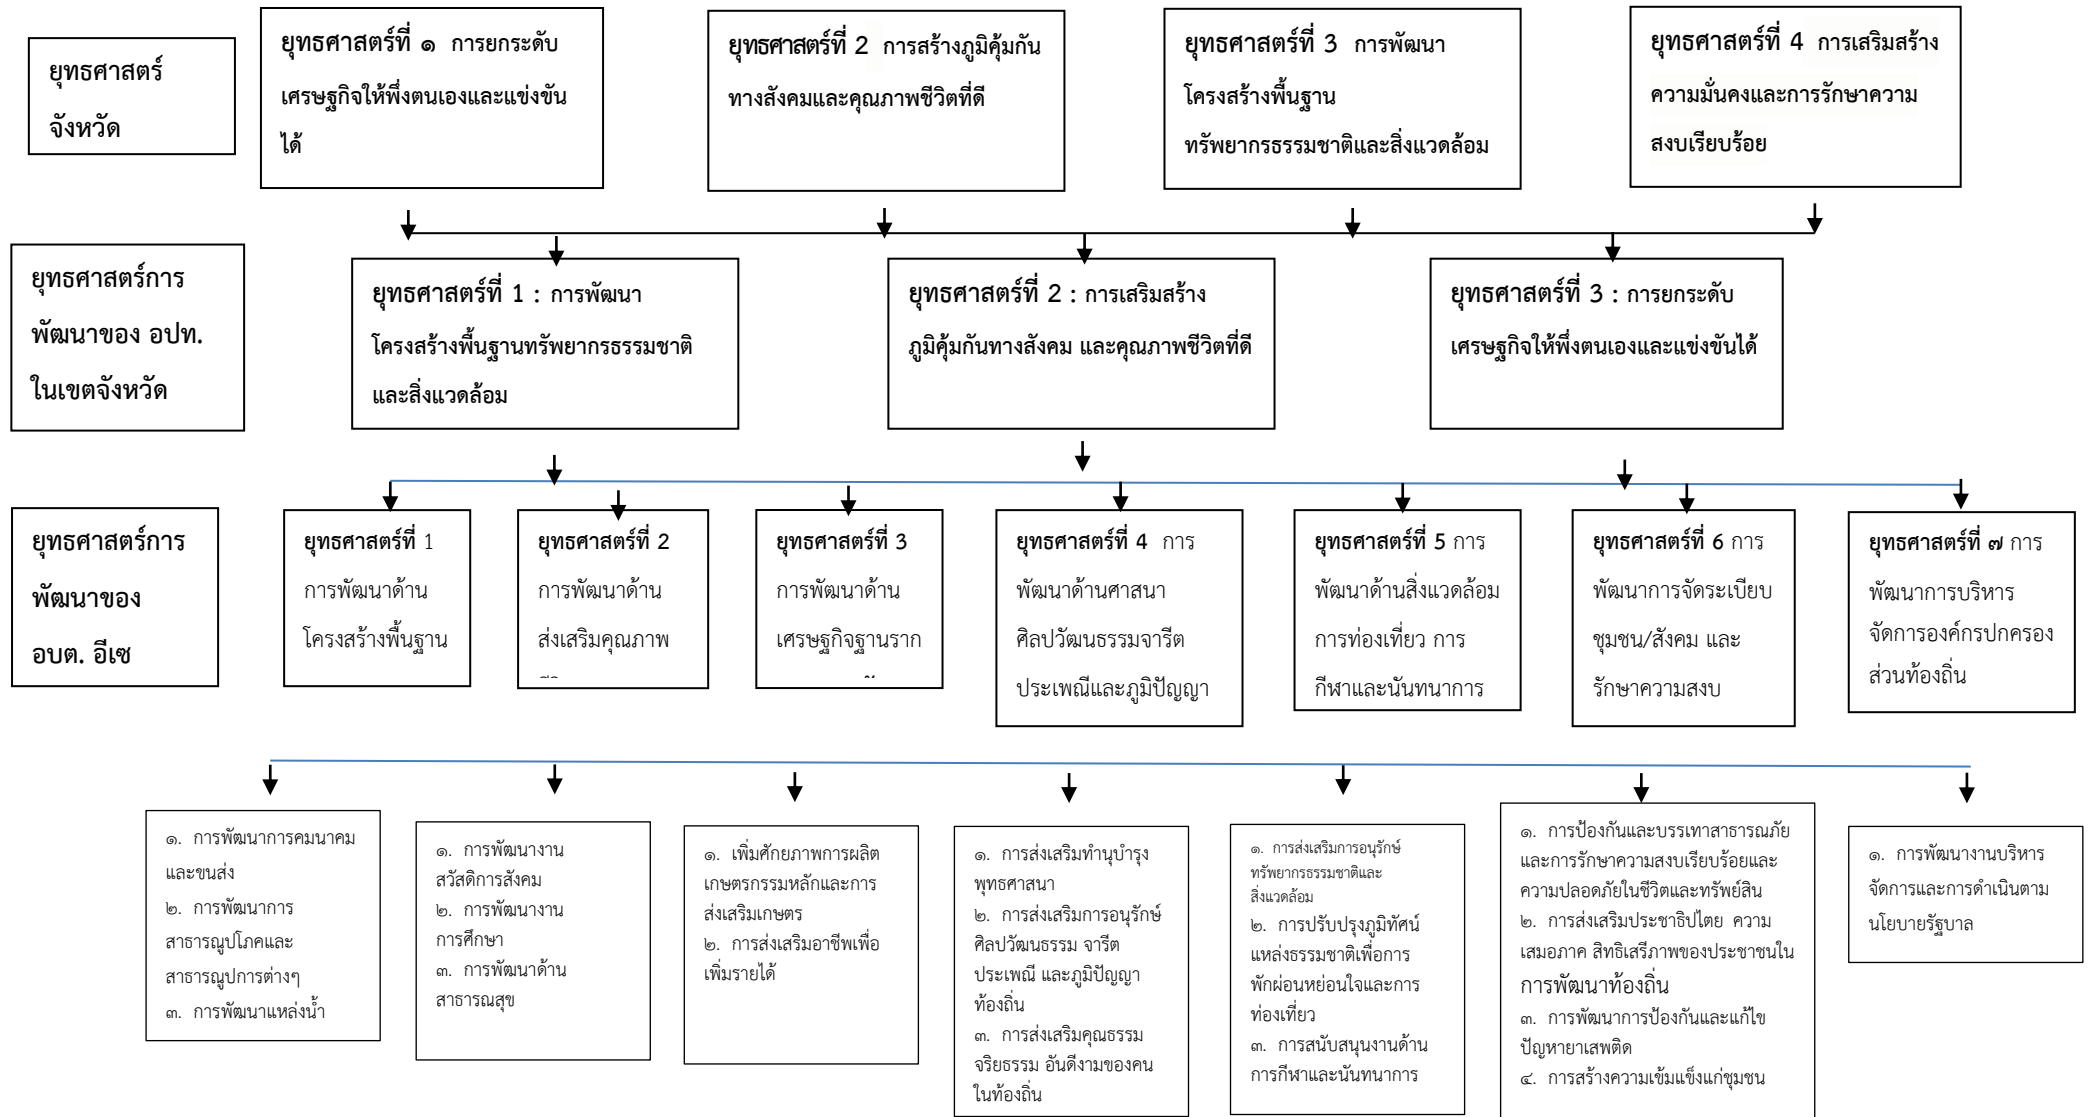 ยุทธศาสตร์
จังหวัด
ยุทธศาสตร์ที่ ๑ การยกระดับ
เศรษฐกิจให้พึ่งตนเองและแข่งขัน
ได้
ยุทธศาสตร์ที่ 2 การสร้างภูมิคุ้มกัน
ทางสังคมและคุณภาพชีวิตที่ดี
ยุทธศาสตร์ที่ 3 การพัฒนา
โครงสร้างพื้นฐาน
ทรัพยากรธรรมชาติและสิ่งแวดล้อม
ยุทธศาสตร์ที่ 4 การเสริมสร้าง
ความมั่นคงและการรักษาความ
สงบเรียบร้อย
ยุทธศาสตร์การ
พัฒนาของ อปท.
ในเขตจังหวัด
ยุทธศาสตร์ที่ 1 : การพัฒนา
โครงสร้างพื้นฐานทรัพยากรธรรมชาติ
และสิ่งแวดล้อม
ยุทธศาสตร์ที่ 2 : การเสริมสร้าง
ภูมิคุ้มกันทางสังคม และคุณภาพชีวิตที่ดี
ยุทธศาสตร์ที่ 3 : การยกระดับ
เศรษฐกิจให้พึ่งตนเองและแข่งขันได้
ยุทธศาสตร์การ
พัฒนาของ
อบต. อีเซ
ยุทธศาสตร์ที่ 1
การพัฒนาด้าน
โครงสร้างพื้นฐาน
ยุทธศาสตร์ที่ 2
การพัฒนาด้าน
ส่งเสริมคุณภาพ
ยุทธศาสตร์ที่ 3
การพัฒนาด้าน
เศรษฐกิจฐานราก
ยุทธศาสตร์ที่ 4 การ
พัฒนาด้านศาสนา
ศิลปวัฒนธรรมจารีต
ประเพณีและภูมิปัญญา
ยุทธศาสตร์ที่ 5 การ
พัฒนาด้านสิ่งแวดล้อม
การท่องเที่ยว การ
กีฬาและนันทนาการ
ยุทธศาสตร์ที่ 6 การ
พัฒนาการจัดระเบียบ
ชุมชน/สังคม และ
รักษาความสงบ
ยุทธศาสตร์ที่ ๗ การ
พัฒนาการบริหาร
จัดการองค์กรปกครอง
ส่วนท้องถิ่น
๑. การพัฒนาการคมนาคม
และขนส่ง
๒. การพัฒนาการ
สาธารณูปโภคและ
สาธารณูปการต่างๆ
๓. การพัฒนาแหล่งน้ำ
๑. การพัฒนางาน
สวัสดิการสังคม
๒. การพัฒนางาน
การศึกษา
๓. การพัฒนาด้าน
สาธารณสุข
๑. เพิ่มศักยภาพการผลิต
เกษตรกรรมหลักและการ
ส่งเสริมเกษตร
๒. การส่งเสริมอาชีพเพื่อ
เพิ่มรายได้
๑. การส่งเสริมทำนุบำรุง
พุทธศาสนา
๒. การส่งเสริมการอนุรักษ์
ศิลปวัฒนธรรม จารีต
ประเพณี และภูมิปัญญา
ท้องถิ่น
๓. การส่งเสริมคุณธรรม
จริยธรรม อันดีงามของคน
ในท้องถิ่น
๑. การส่งเสริมการอนุรักษ์
ทรัพยากรธรรมชาติและ
สิ่งแวดล้อม
๒. การปรับปรุงภูมิทัศน์
แหล่งธรรมชาติเพื่อการ
พักผ่อนหย่อนใจและการ
ท่องเที่ยว
๓. การสนับสนุนงานด้าน
การกีฬาและนันทนาการ
๑. การป้องกันและบรรเทาสาธารณภัย
และการรักษาความสงบเรียบร้อยและ
ความปลอดภัยในชีวิตและทรัพย์สิน
๒. การส่งเสริมประชาธิปไตย ความ
เสมอภาค สิทธิเสรีภาพของประชาชนใน
การพัฒนาท้องถิ่น
๓. การพัฒนาการป้องกันและแก้ไข
ปัญหายาเสพติด
๔. การสร้างความเข้มแข็งแก่ชุมชน
๑. การพัฒนางานบริหาร
จัดการและการดำเนินตาม
นโยบายรัฐบาล